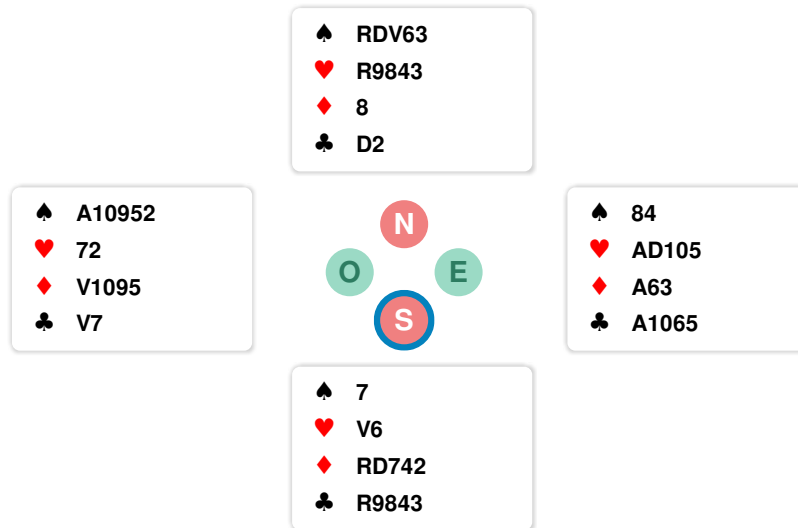 ♠ RDV63
♥ R9843
♦ 8
♣ D2
♠ A10952
♥ 72
♦ V1095
♣ V7
N
O E
S
♠ 84
♥ AD105
♦ A63
♣ A1065
♠ 7
♥ V6
♦ RD742
♣ R9843